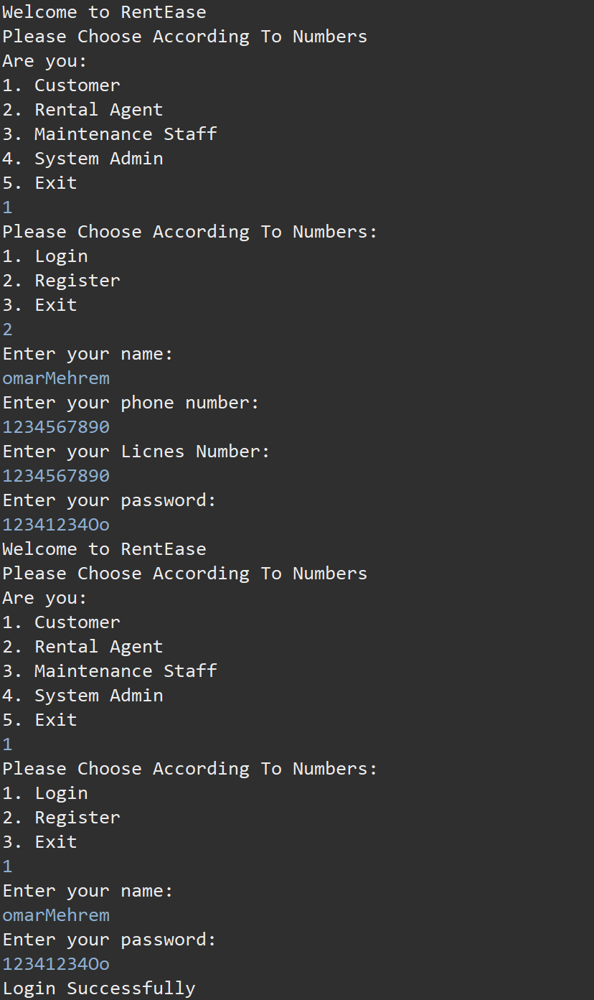 Welcome to RentEase
Please Choose According To Numbers
Are you:
1. Customer
2. Rental Agent
3. Maintenance Staff
4. System Admin
5. Exit
1
Please Choose According To Numbers:
1. Login
2. Register
3. Exit
2
Enter your name:
omarMehrem
Enter your phone number:
1234567890
Enter your Licnes Number:
1234567890
Enter your password:
12341234Oo
Welcome to RentEase
Please Choose According To Numbers
Are you:
1. Customer
2. Rental Agent
3. Maintenance Staff
4. System Admin
5. Exit
1
Please Choose According To Numbers:
1. Login
2. Register
3. Exit
1
Enter your name:
omarMehrem
Enter your password:
12341234Oo
Login Successfully